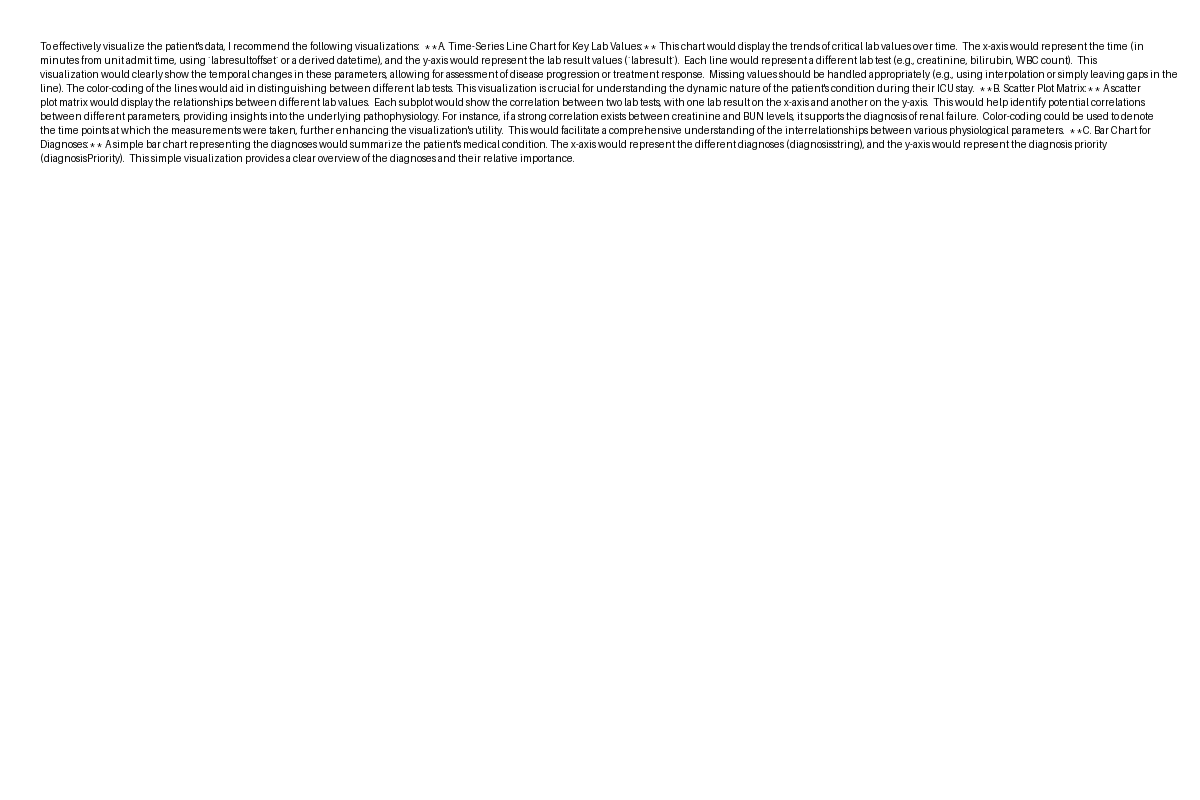 To effectively visualize the patient's data, I recommend the following visualizations:  **A. Time-Series Line Chart for Key Lab Values:** This chart would display the trends of critical lab values over time.  The x-axis would represent the time (in
minutes from unit admit time, using `labresultoffset` or a derived datetime), and the y-axis would represent the lab result values (`labresult`).  Each line would represent a different lab test (e.g., creatinine, bilirubin, WBC count).  This
visualization would clearly show the temporal changes in these parameters, allowing for assessment of disease progression or treatment response.  Missing values should be handled appropriately (e.g., using interpolation or simply leaving gaps in the
line). The color-coding of the lines would aid in distinguishing between different lab tests. This visualization is crucial for understanding the dynamic nature of the patient's condition during their ICU stay.  **B. Scatter Plot Matrix:** A scatter
plot matrix would display the relationships between different lab values.  Each subplot would show the correlation between two lab tests, with one lab result on the x-axis and another on the y-axis.  This would help identify potential correlations
between different parameters, providing insights into the underlying pathophysiology. For instance, if a strong correlation exists between creatinine and BUN levels, it supports the diagnosis of renal failure.  Color-coding could be used to denote
the time points at which the measurements were taken, further enhancing the visualization's utility.  This would facilitate a comprehensive understanding of the interrelationships between various physiological parameters.  **C. Bar Chart for
Diagnoses:** A simple bar chart representing the diagnoses would summarize the patient's medical condition. The x-axis would represent the different diagnoses (diagnosisstring), and the y-axis would represent the diagnosis priority
(diagnosisPriority).  This simple visualization provides a clear overview of the diagnoses and their relative importance.